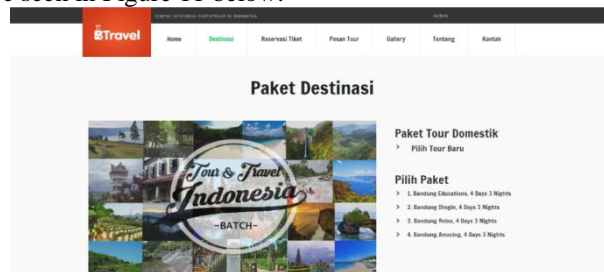 e seen in Figure 11 below.
TEMPAT DESTINASI TERPOPULER DI INDONESIA
ADMIN
BTravel
Home
Destinasi
Reservasi Tiket
Pesan Tour
Gallery
Tentang
Kontak
Paket Destinasi
Tour & Travel
Indonesia
-BATCH-
Paket Tour Domestik
> Pilih Tour Baru
Pilih Paket
> 1. Bandung Educations, 4 Days 3 Nights
> 2. Bandung Dingin, 4 Days 3 Nights
> 3. Bandung Relax, 4 Days 3 Nights
> 4. Bandung Amazing, 4 Days 3 Nights